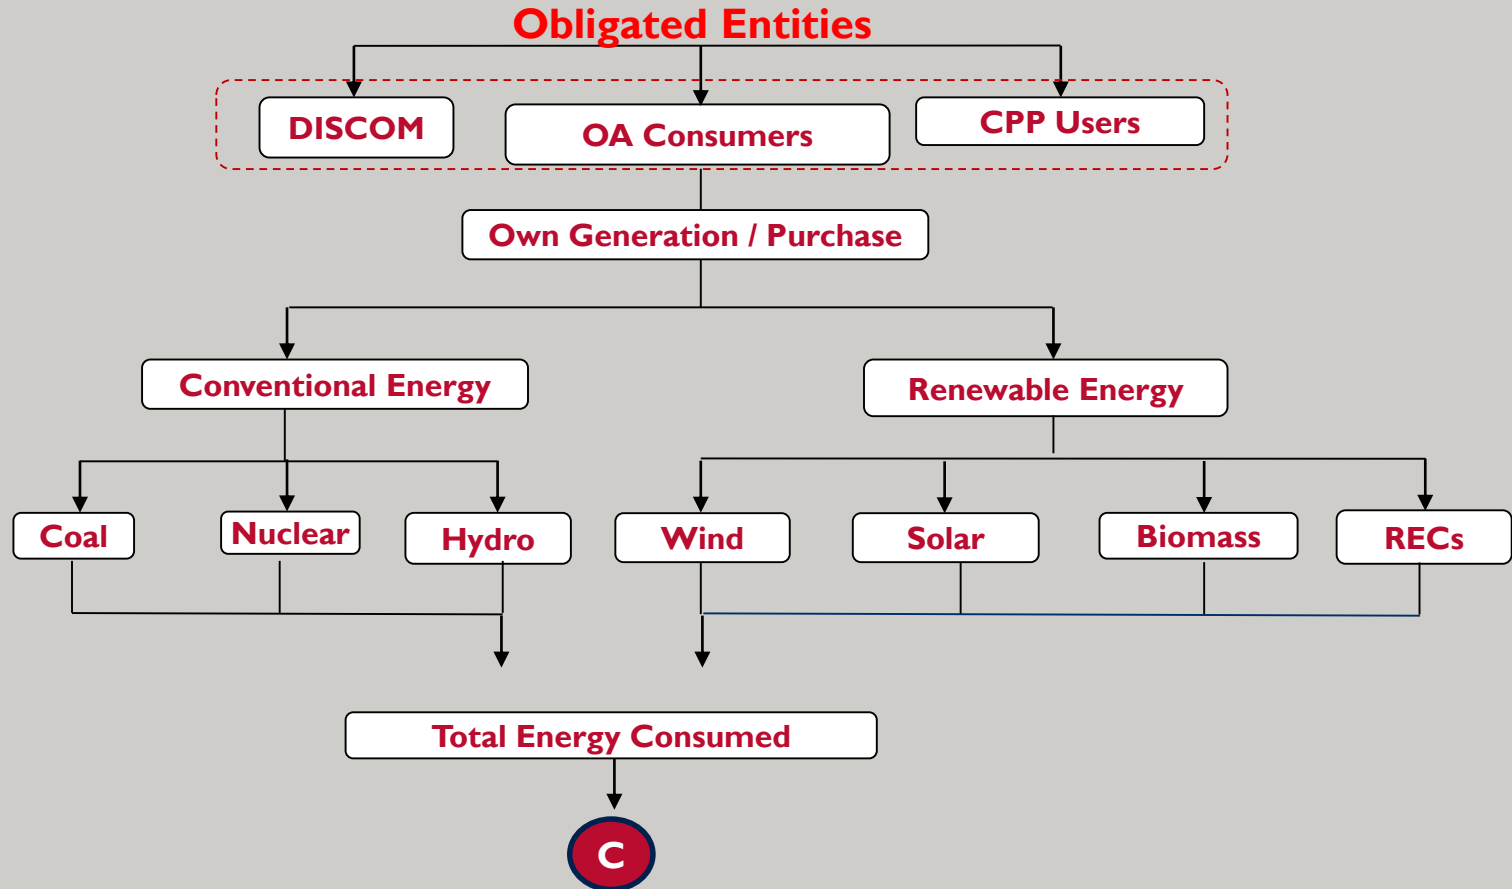 Obligated Entities
DISCOM
OA Consumers
CPP Users
Own Generation / Purchase
Conventional Energy
Renewable Energy
Coal
Nuclear
Hydro
Wind
Solar
Biomass
RECs
Total Energy Consumed
C